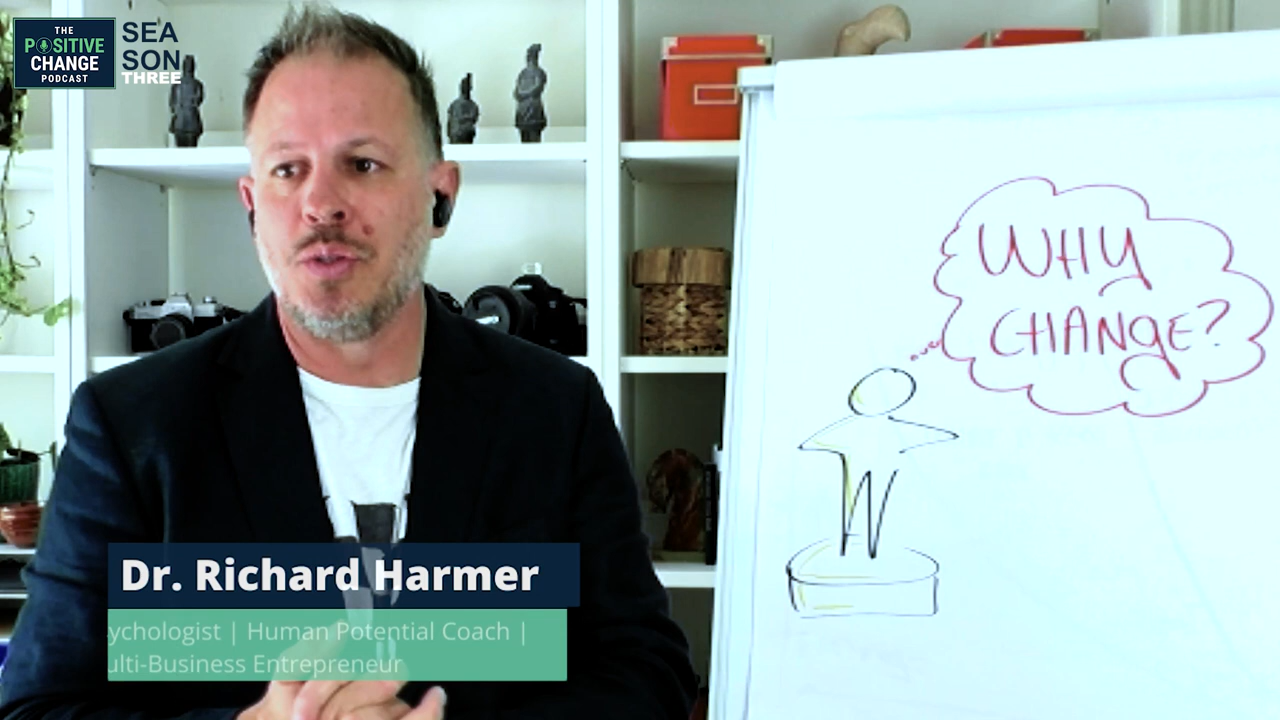 THE
POSITIVE
CHANGE
PODCAST
SEA
SON
THREE
WHY
CHANGE?
Dr. Richard Harmer
ychologist | Human Potential Coach |
ulti-Business Entrepreneur